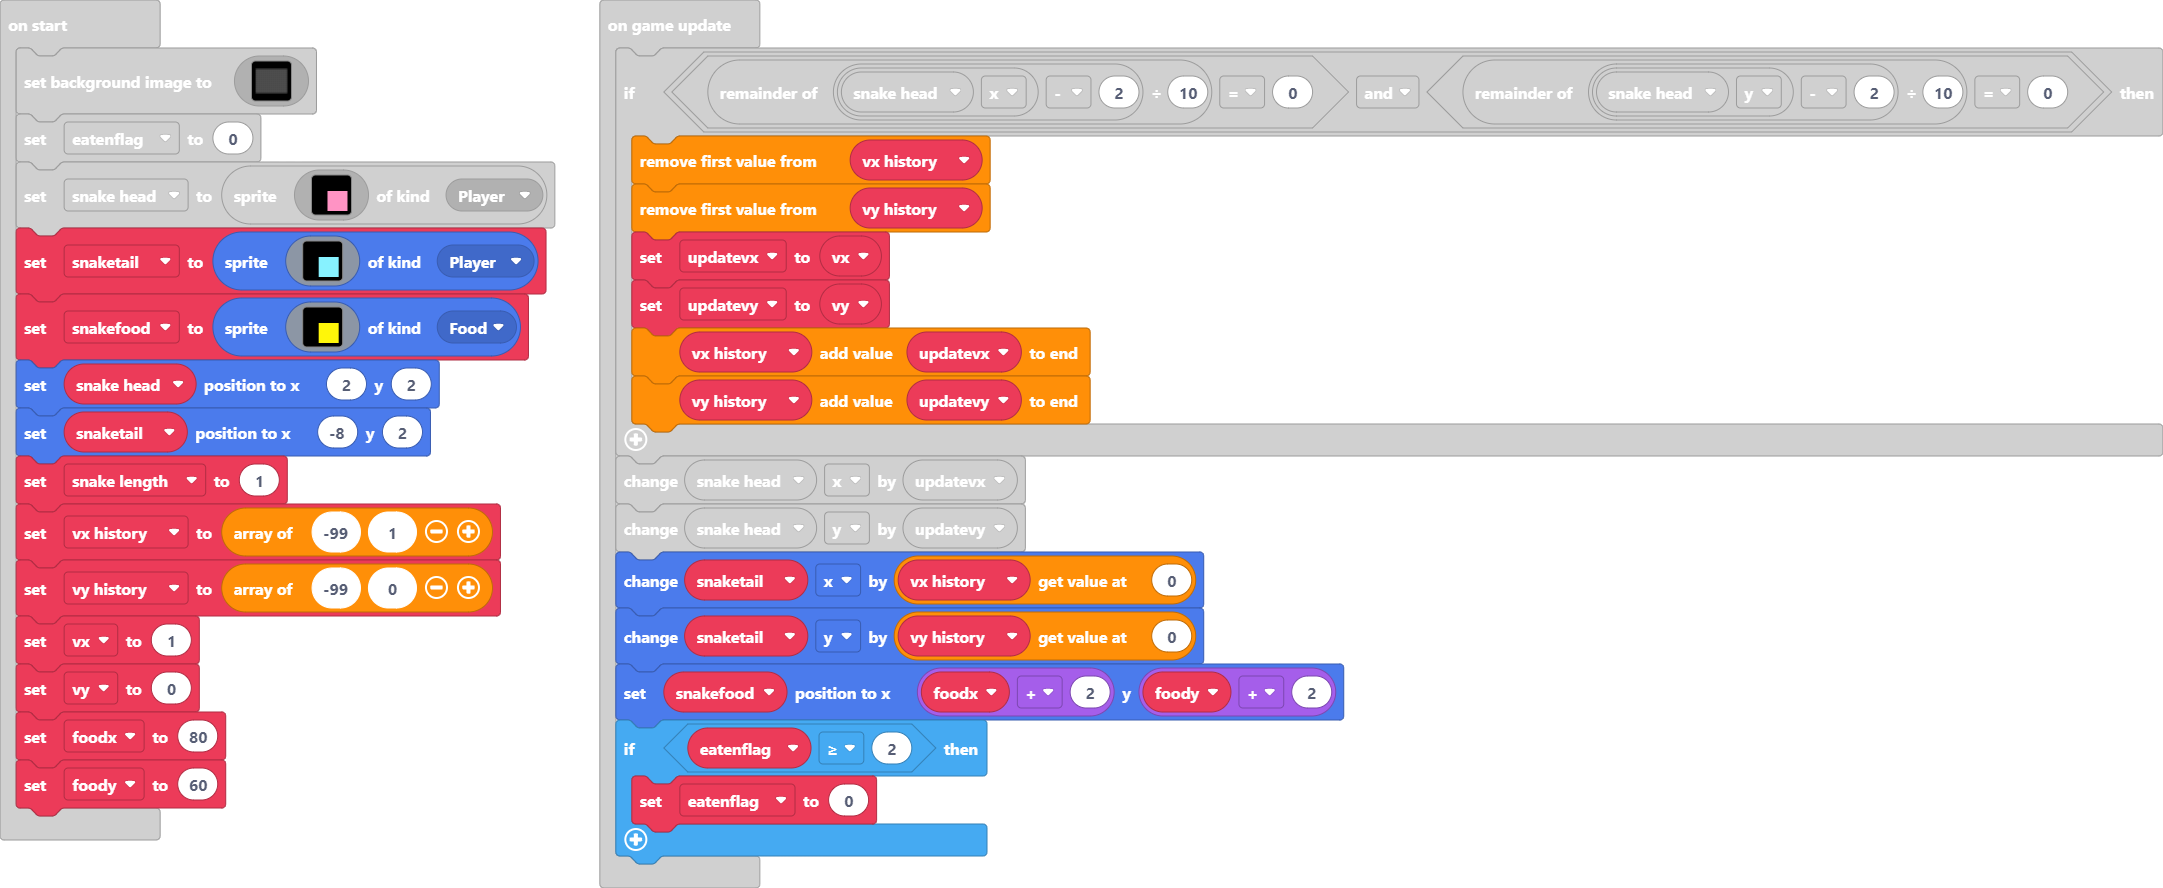 on start
set background image to
set eatenflag to 0
set snake head to sprite of kind Player
set snaketail to sprite of kind Player
set snakefood to sprite of kind Food
set snake head position to x 2 y 2
set snaketail position to x -8 y 2
set snake length to 1
set vx history to array of -99 1
set vy history to array of -99 0
set vx to 1
set vy to 0
set foodx to 80
set foody to 60
on game update
if remainder of snake head x - 2 ÷ 10 = 0 and remainder of snake head y - 2 ÷ 10 = 0 then
remove first value from vx history
remove first value from vy history
set updatevx to vx
set updatevy to vy
vx history add value updatevx to end
vy history add value updatevy to end
change snake head x by updatevx
change snake head y by updatevy
change snaketail x by vx history get value at 0
change snaketail y by vy history get value at 0
set snakefood position to x foodx + 2 y foody + 2
if eatenflag ≥ 2 then
set eatenflag to 0